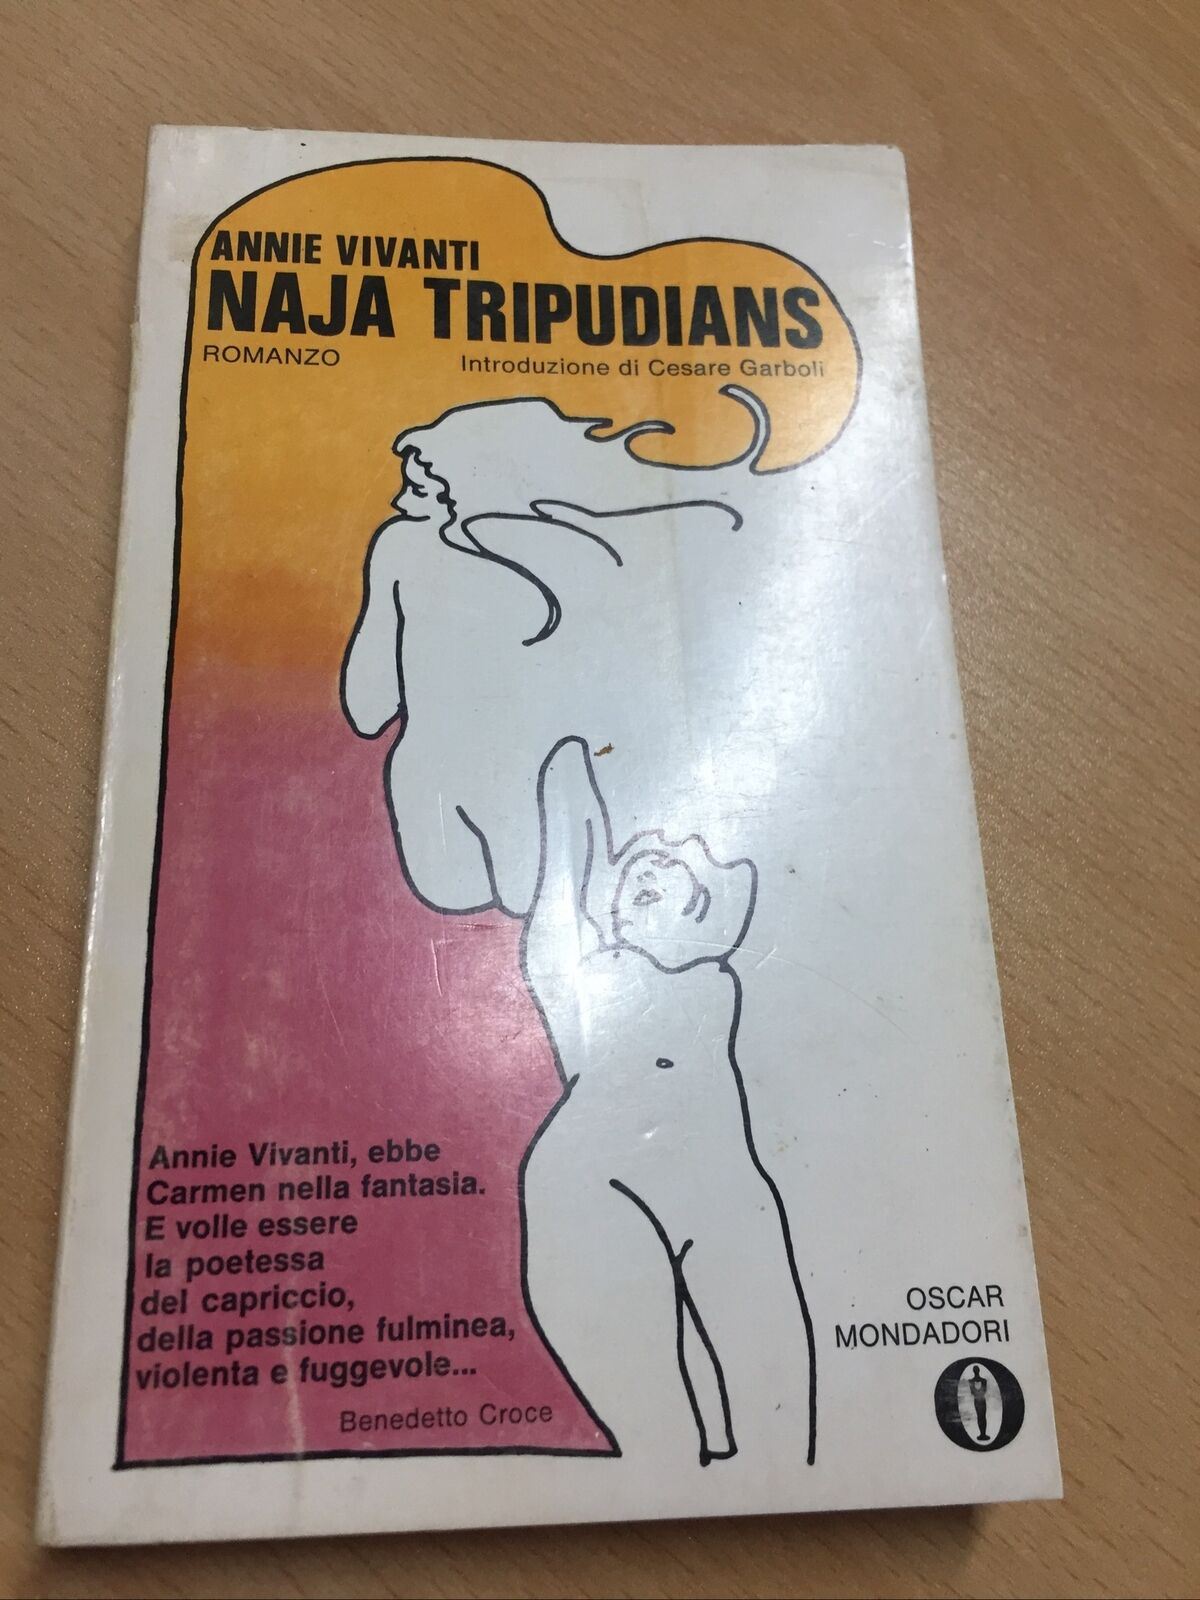 ANNIE VIVANTI
NAJA TRIPUDIANS
ROMANZO
Introduzione di Cesare Garboli
Annie Vivanti, ebbe
Carmen nella fantasia.
E volle essere
la poetessa
del capriccio,
della passione fulminea,
violenta e fuggevole...
Benedetto Croce
OSCAR
MONDADORI